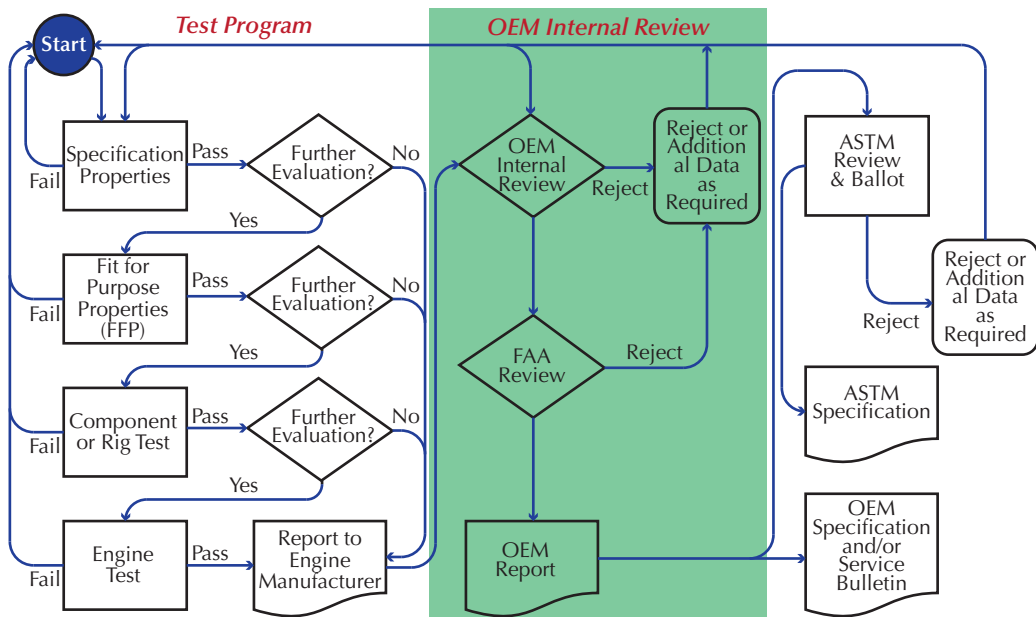 Test Program
OEM Internal Review
Start
Specification
Properties
Fail
Pass
Further
Evaluation?
No
Yes
Fit for
Purpose
Properties
(FFP)
Fail
Pass
Further
Evaluation?
No
Yes
Component
or Rig Test
Fail
Pass
Further
Evaluation?
No
Yes
Engine
Test
Fail
Pass
Report to
Engine
Manufacturer
OEM
Internal
Review
Reject
Reject or
Addition
al Data
as
Required
FAA
Review
Reject
OEM
Report
ASTM
Review
& Ballot
Reject
Reject or
Addition
al Data
as
Required
ASTM
Specification
OEM
Specification
and/or
Service
Bulletin